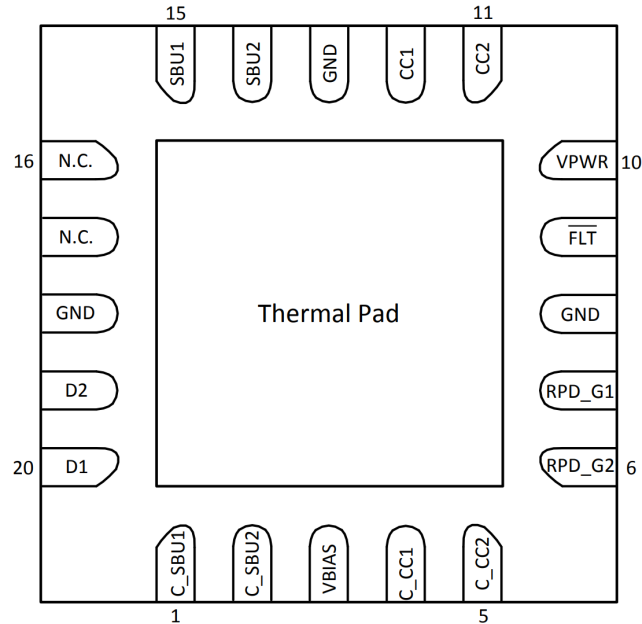 15
11
SBU1
SBU2
GND
CC1
CC2
16
N.C.
VPWR
10
N.C.
FLT
GND
Thermal Pad
GND
D2
RPD_G1
20
D1
RPD_G2
6
C_SBU1
C_SBU2
VBIAS
C_CC1
C_CC2
1
5